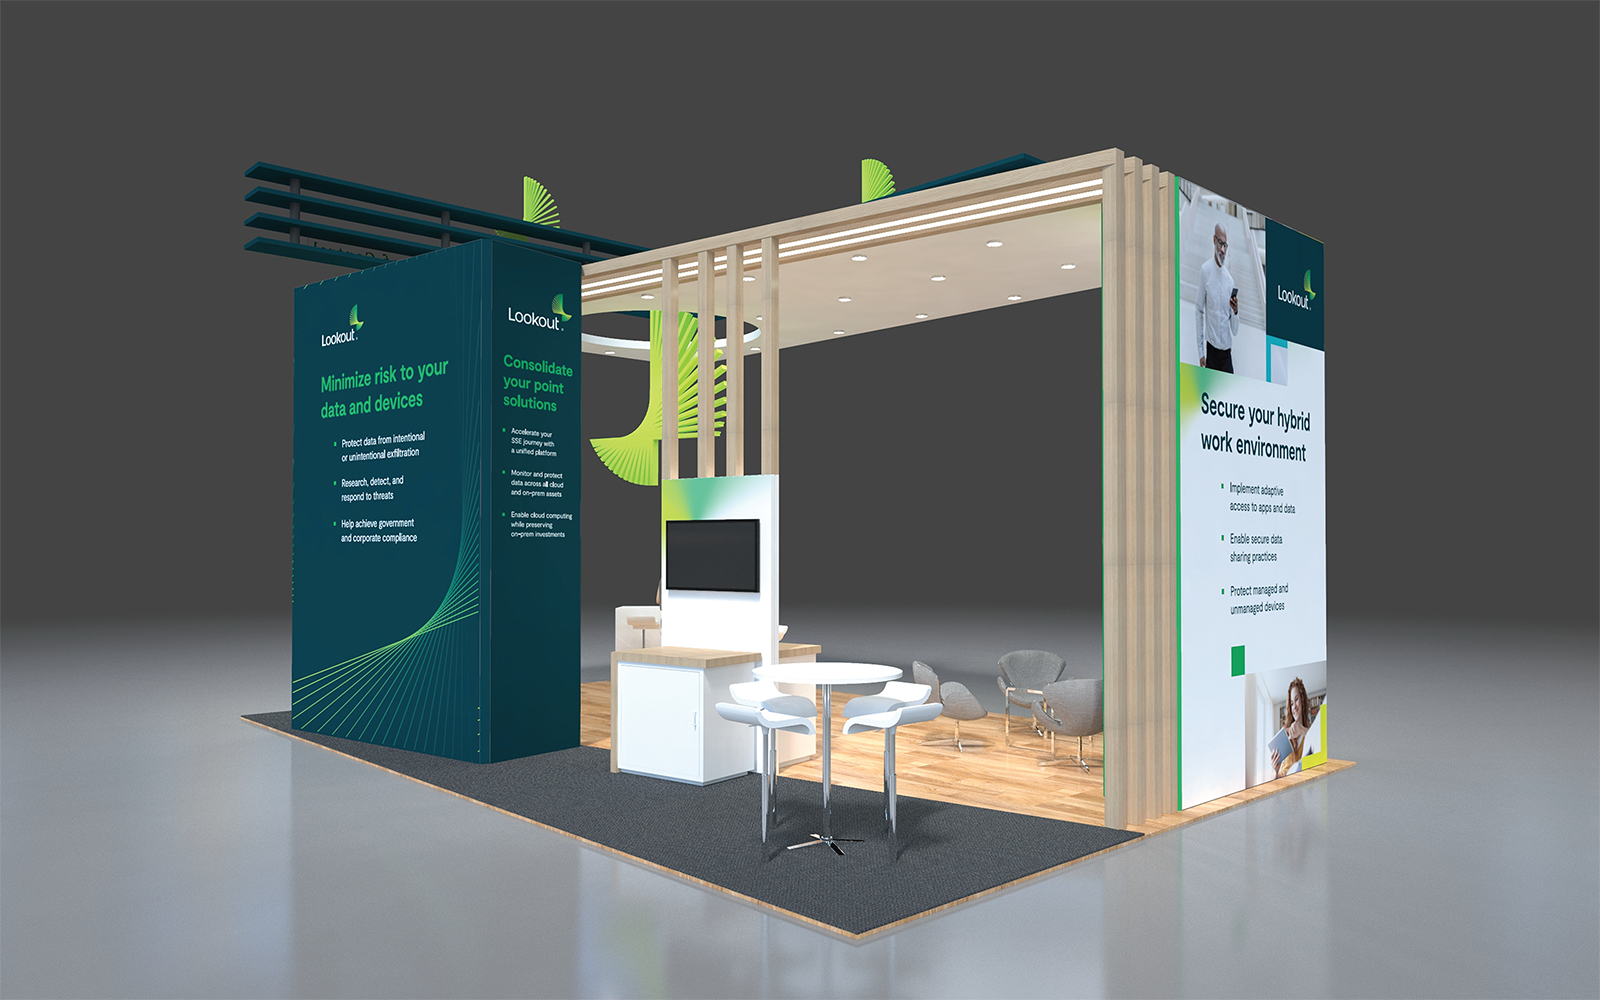 Lookout
Minimize risk to your
data and devices
Protect data from intentional
or unintentional exfiltration
Research, detect, and
respond to threats
Help achieve government
and corporate compliance
Lookout
Consolidate
your point
solutions
Accelerate your
SSE journey with
a unified platform
Monitor and protect
data across all cloud
and on-prem assets
Enable cloud computing
while preserving
on-prem investments
Lookout
Secure your hybrid
work environment
Implement adaptive
access to apps and data
Enable secure data
sharing practices
Protect managed and
unmanaged devices